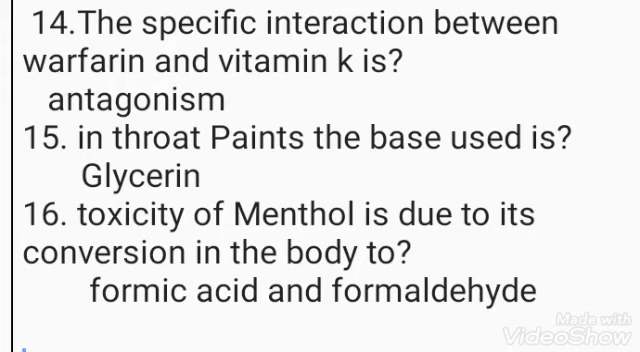 14.The specific interaction between
warfarin and vitamin k is?
antagonism
15. in throat Paints the base used is?
Glycerin
16. toxicity of Menthol is due to its
conversion in the body to?
formic acid and formaldehyde
Made with
VideoShow